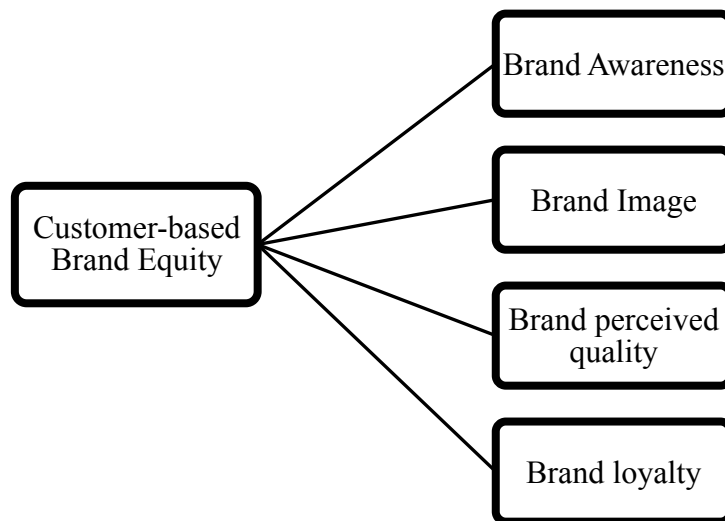 Brand Awareness
Brand Image
Customer-based
Brand Equity
Brand perceived
quality
Brand loyalty